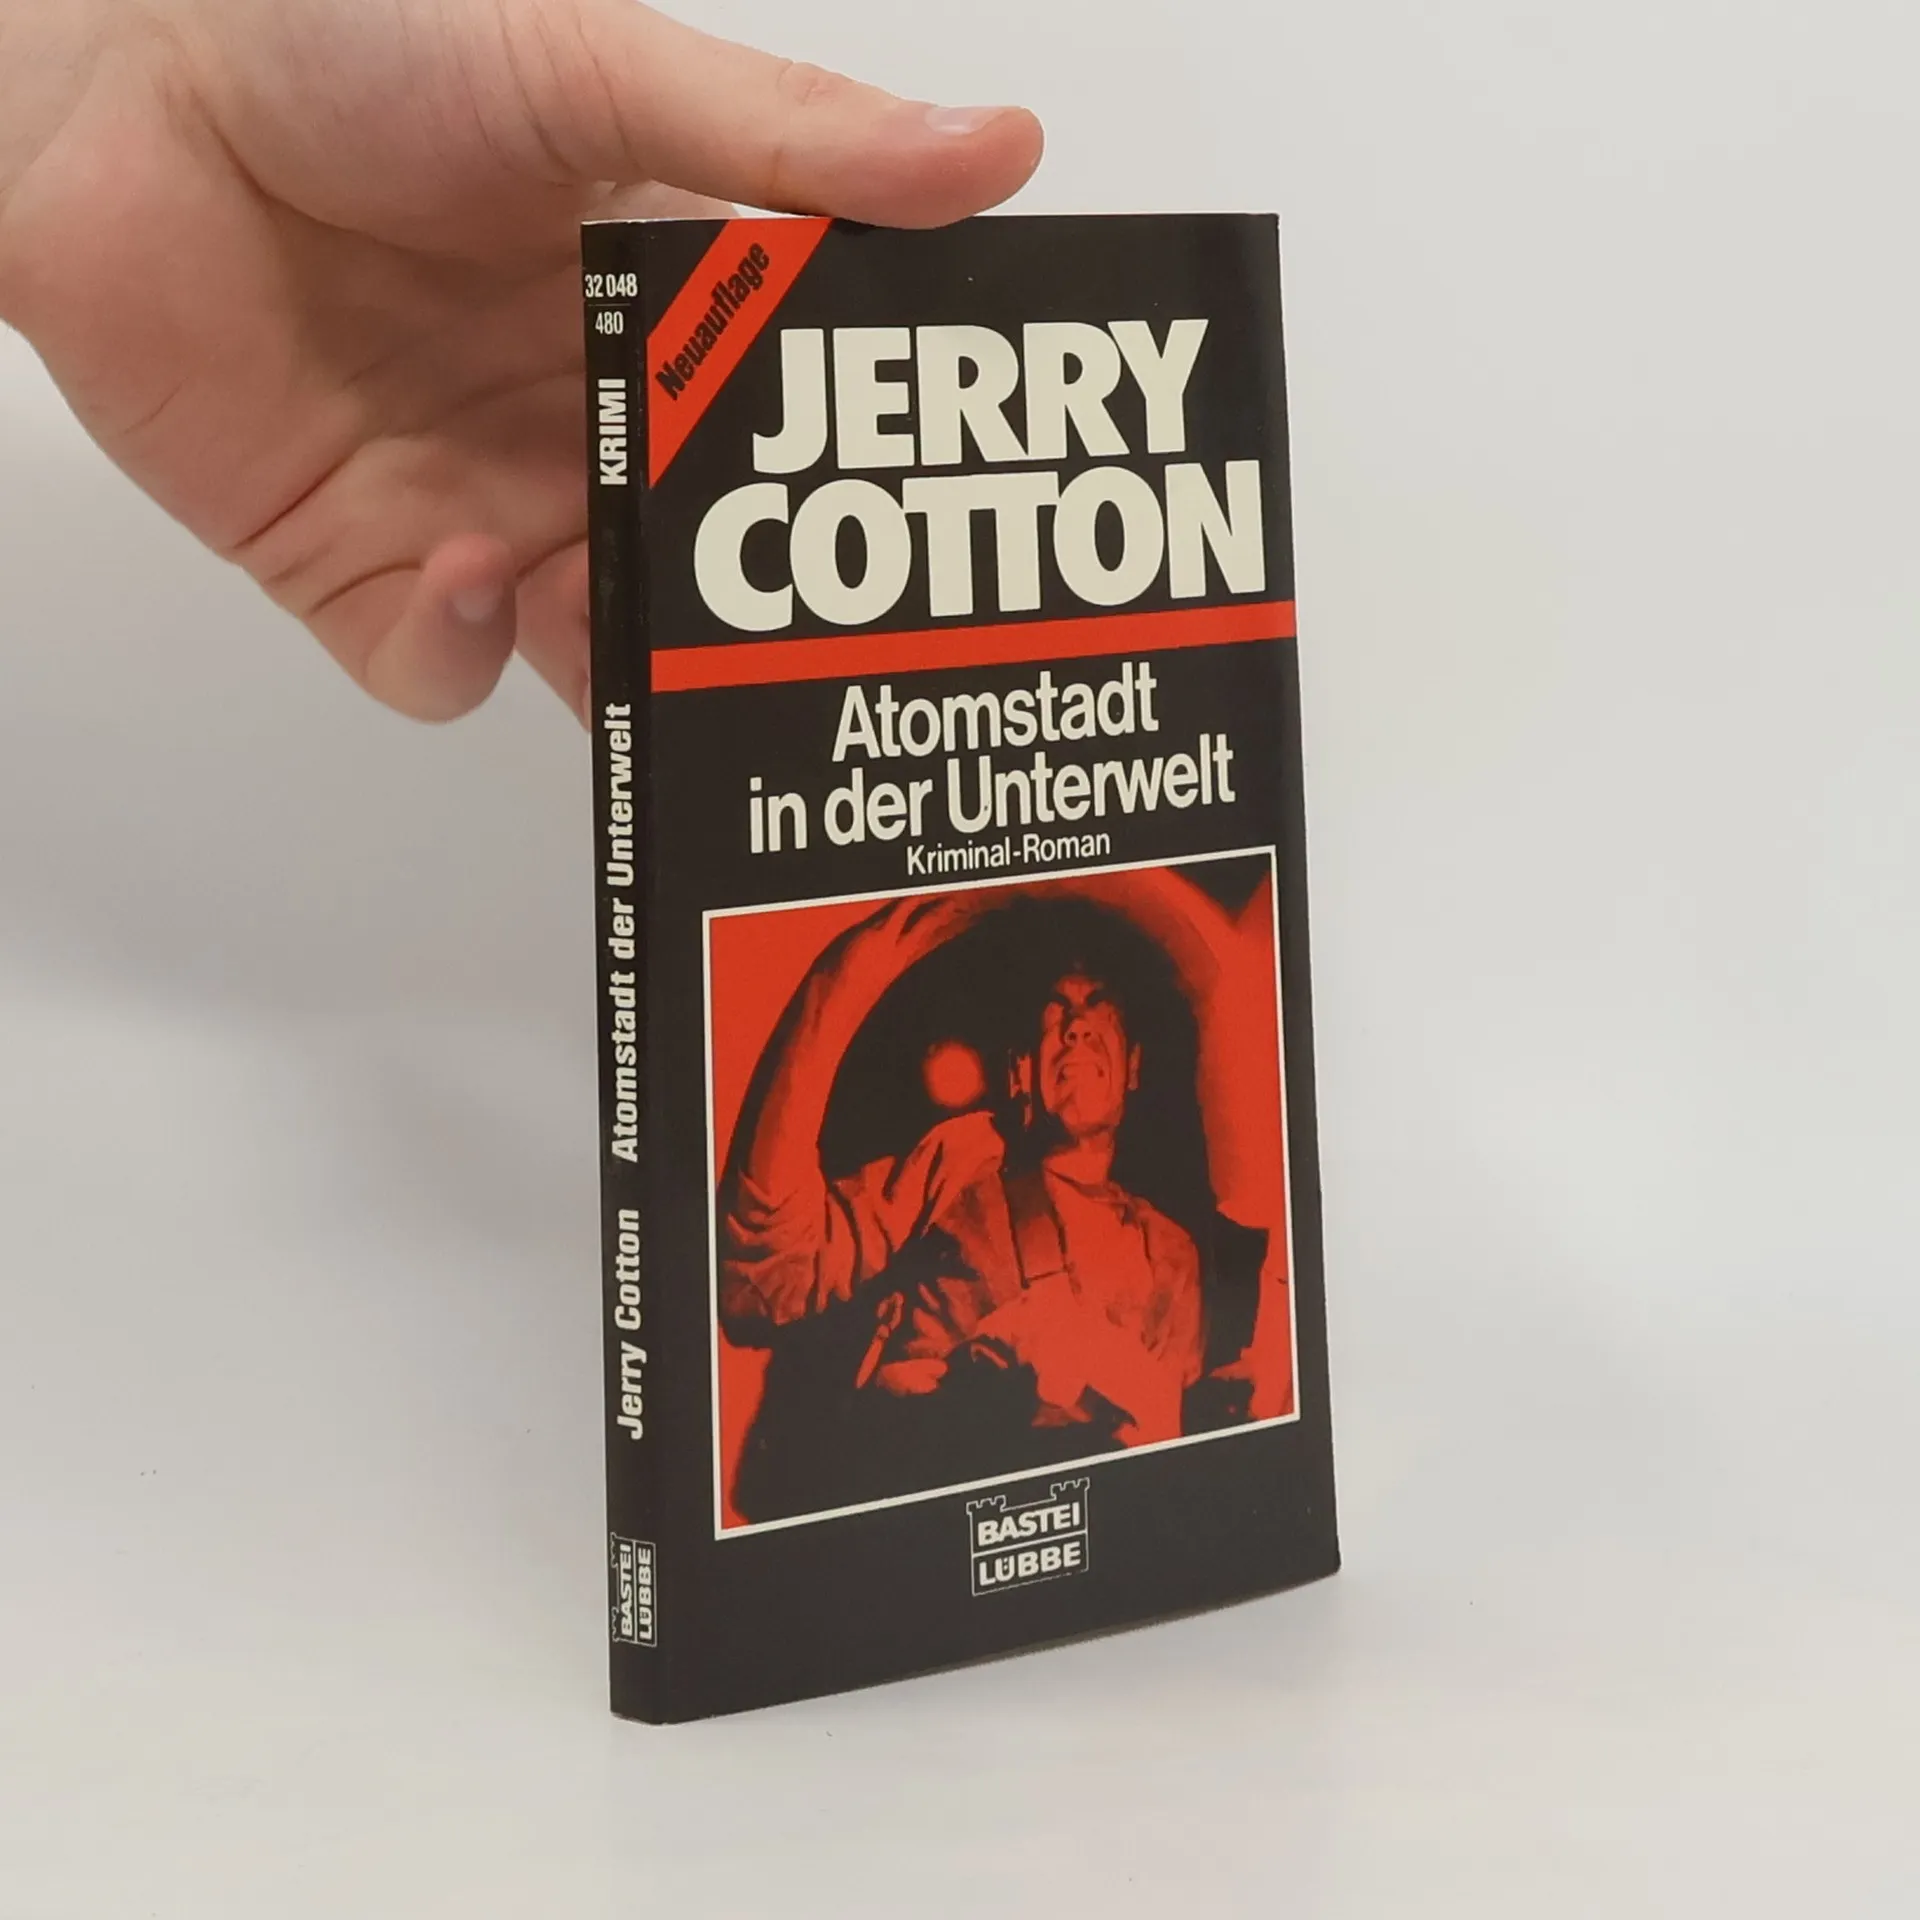 32 048
480
KRIMI
Atomstadt der Unterwelt
Jerry Cotton
BASTEI
LÜBBE
Neuauflage
JERRY
COTTON
Atomstadt
in der Unterwelt
Kriminal-Roman
BASTEI
LÜBBE